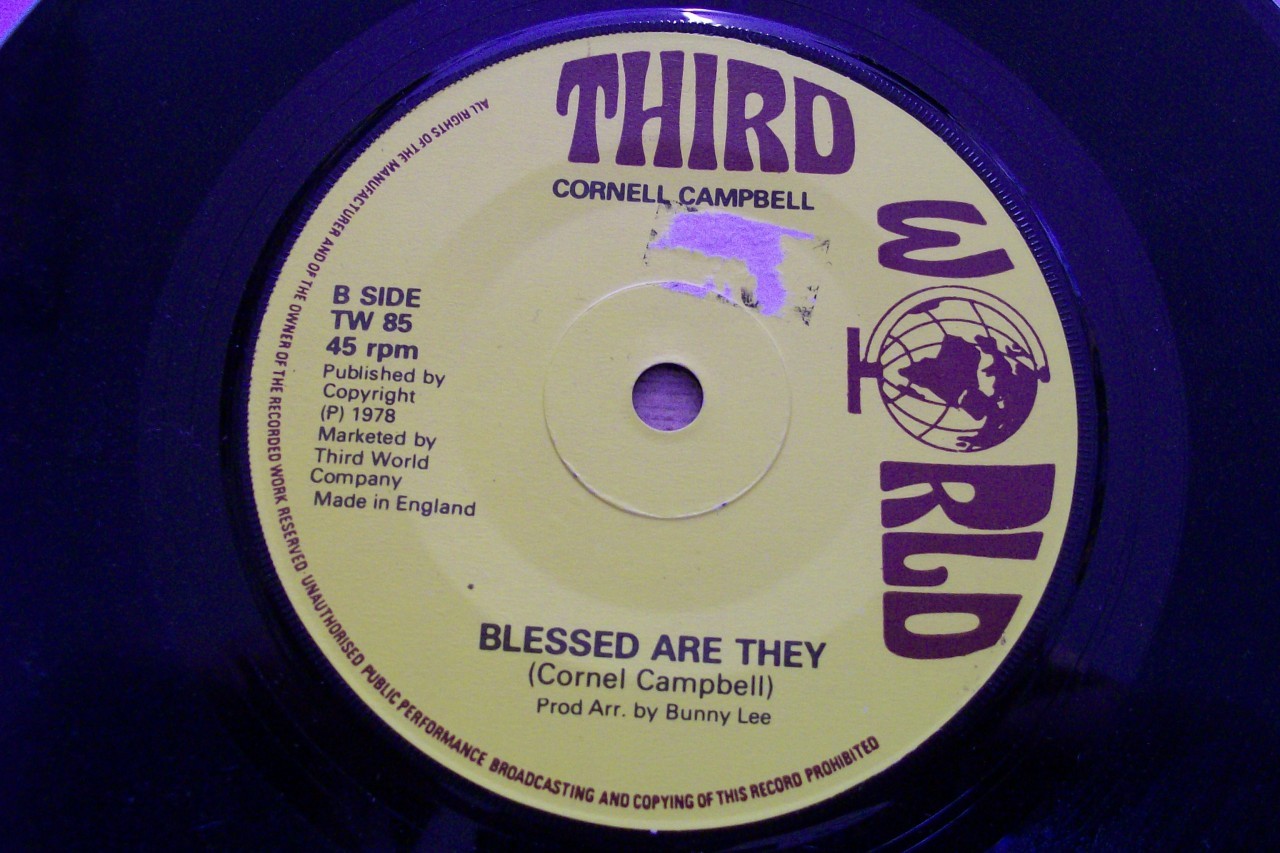 THIRD
WORLD
CORNELL CAMPBELL
B SIDE
TW 85
45 rpm
Published by
Copyright
(P) 1978
Marketed by
Third World
Company
Made in England
BLESSED ARE THEY
(Cornel Campbell)
Prod Arr. by Bunny Lee
ALL RIGHTS OF THE MANUFACTURER AND OF THE OWNER OF THE RECORDED WORK RESERVED UNAUTHORISED PUBLIC PERFORMANCE BROADCASTING AND COPYING OF THIS RECORD PROHIBITED